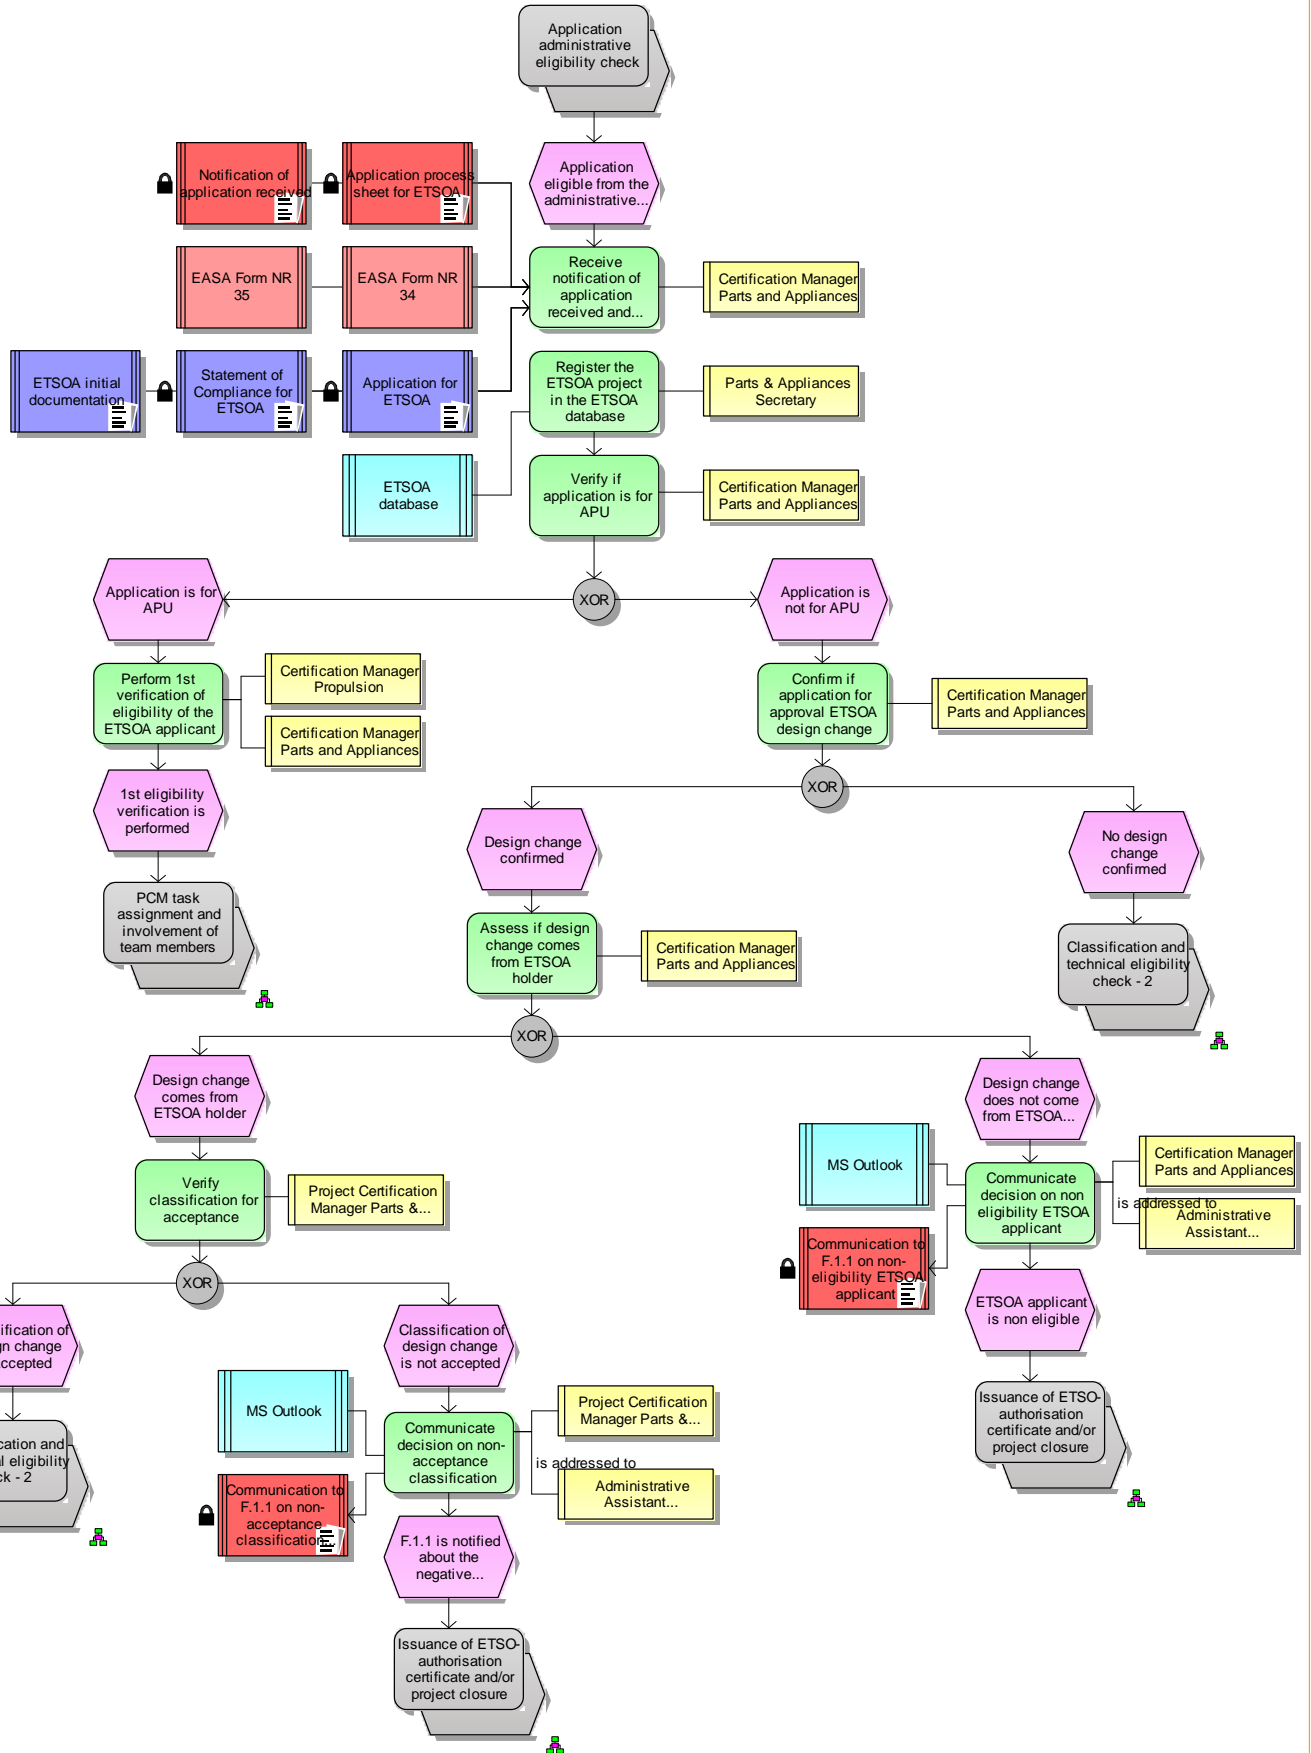 Application
administrative
eligibility check
Notification of
application received
Application process
sheet for ETSOA
Application
eligible from the
administrative...
EASA Form NR
35
EASA Form NR
34
Receive
notification of
application
received and...
Certification Manager
Parts and Appliances
ETSOA initial
documentation
Statement of
Compliance for
ETSOA
Application for
ETSOA
Register the
ETSOA project
in the ETSOA
database
Parts & Appliances
Secretary
ETSOA
database
Verify if
application is for
APU
Certification Manager
Parts and Appliances
Application is for
APU
XOR
Application is
not for APU
Perform 1st
verification of
eligibility of the
ETSOA applicant
Certification Manager
Propulsion
Certification Manager
Parts and Appliances
Confirm if
application for
approval ETSOA
design change
Certification Manager
Parts and Appliances
1st eligibility
verification is
performed
XOR
Design change
confirmed
No design
change
confirmed
PCM task
assignment and
involvement of
team members
Assess if design
change comes
from ETSOA
holder
Certification Manager
Parts and Appliances
Classification and
technical eligibility
check - 2
XOR
Design change
comes from
ETSOA holder
Design change
does not come
from ETSOA...
Verify
classification for
acceptance
Project Certification
Manager Parts &...
MS Outlook
Communicate
decision on non
eligibility ETSOA
applicant
Certification Manager
Parts and Appliances
is addressed to
Administrative
Assistant...
Communication to
F.1.1 on non-
eligibility ETSOA
applicant
ETSOA applicant
is non eligible
XOR
ification of
gn change
ccepted
Classification of
design change
is not accepted
Issuance of ETSO-
authorisation
certificate and/or
project closure
MS Outlook
Communicate
decision on non-
acceptance
classification
Project Certification
Manager Parts &...
is addressed to
Administrative
Assistant...
cation and
al eligibility
ck - 2
Communication to
F.1.1 on non-
acceptance
classification...
F.1.1 is notified
about the
negative...
Issuance of ETSO-
authorisation
certificate and/or
project closure